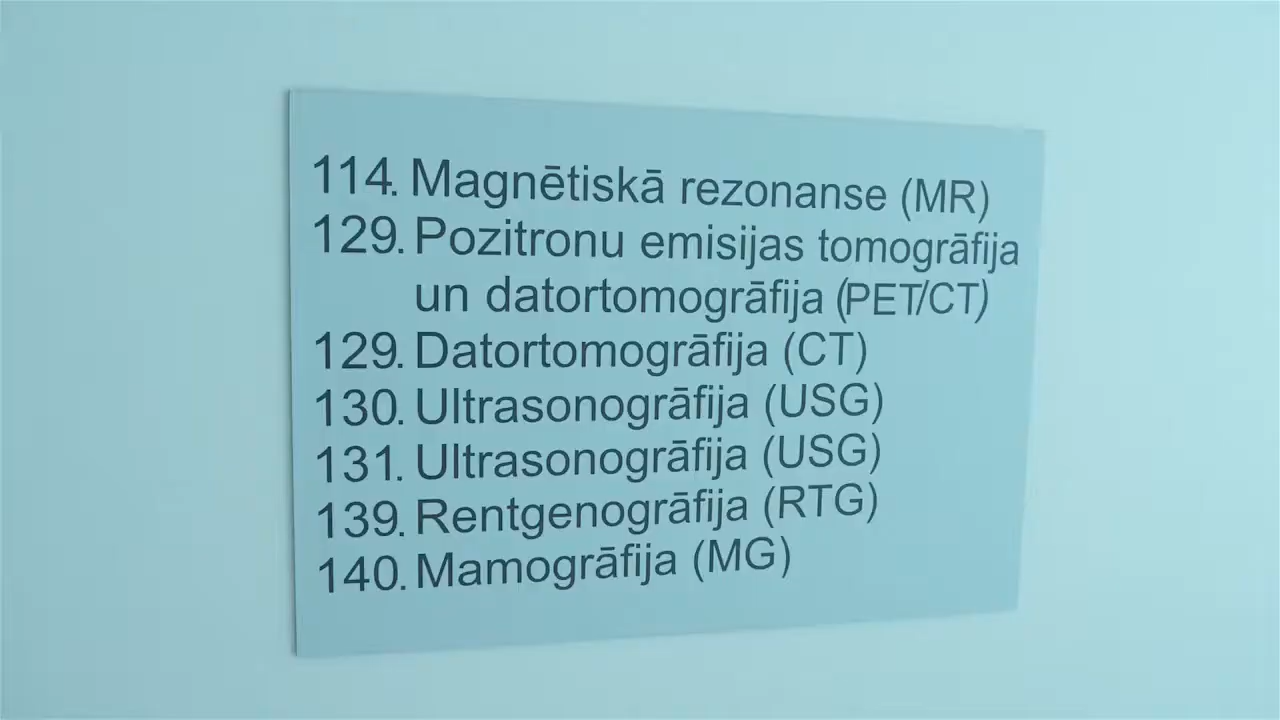 114. Magnētiskā rezonanse (MR)
129. Pozitronu emisijas tomogrāfija
un datortomogrāfija (PET/CT)
129. Datortomogrāfija (CT)
130. Ultrasonogrāfija (USG)
131. Ultrasonogrāfija (USG)
139. Rentgenogrāfija (RTG)
140. Mamogrāfija (MG)